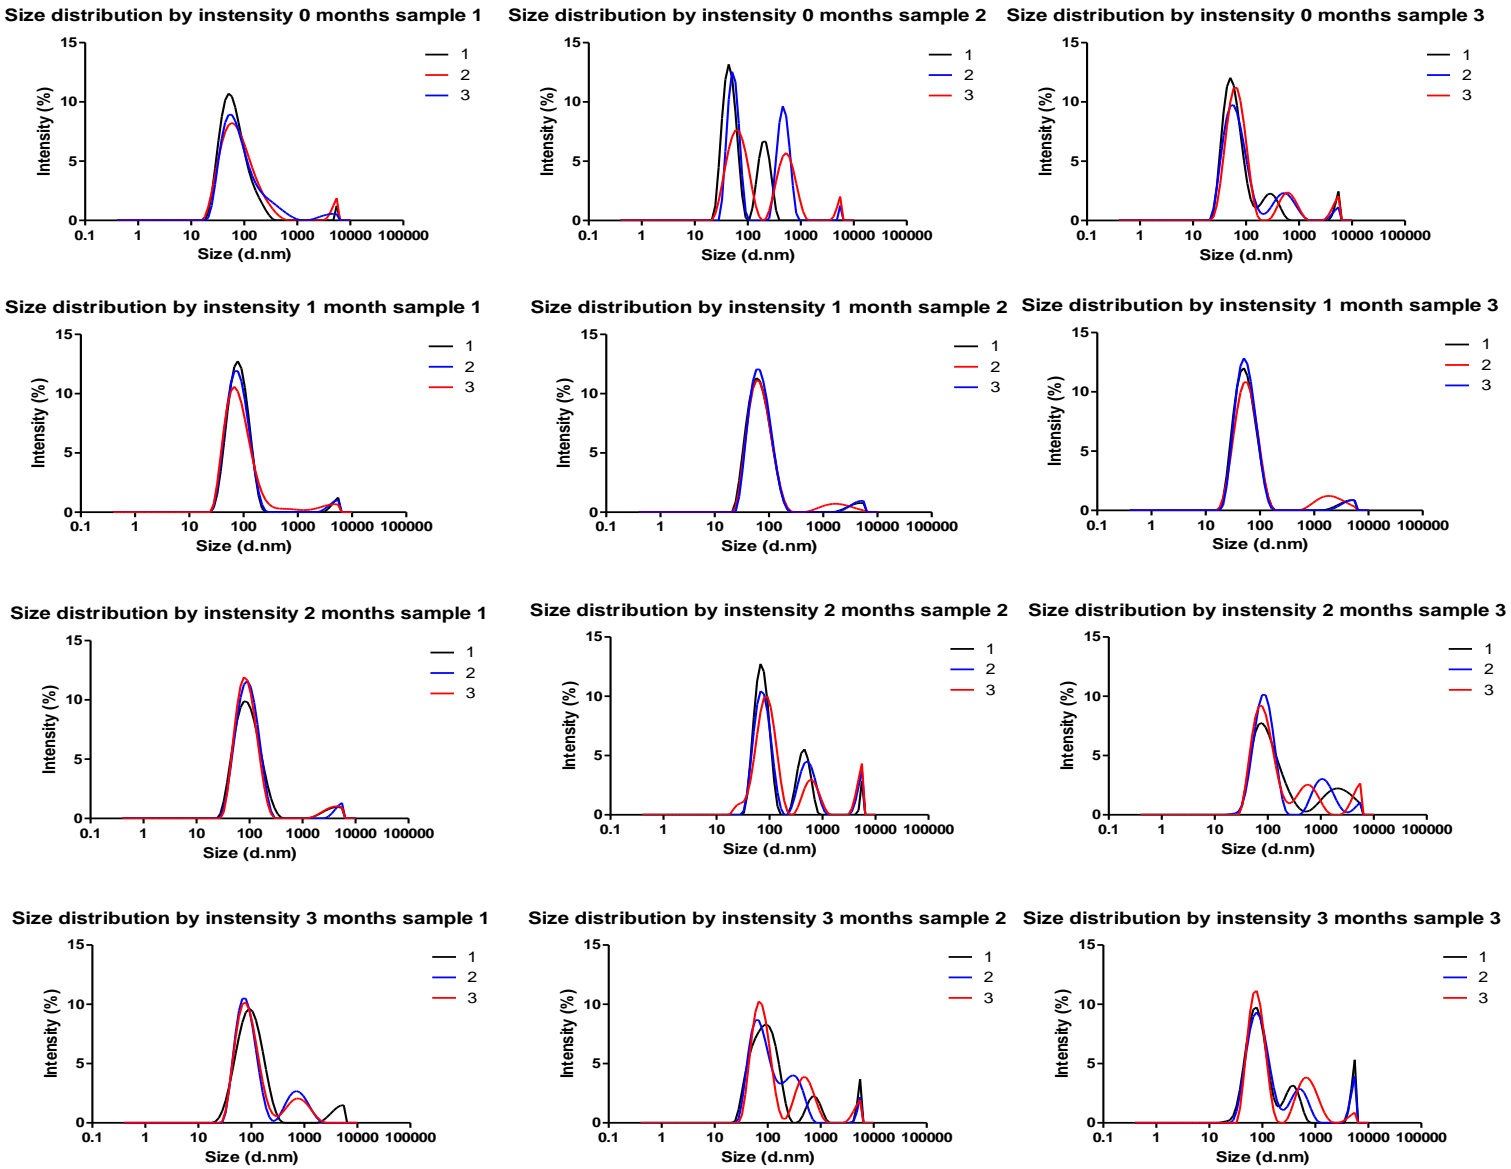 Size distribution by instensity 0 months sample 1
15
10
5
0
Intensity (%)
0.1 1 10 100 1000 10000 100000
Size (d.nm)
1
2
3
Size distribution by instensity 0 months sample 2
15
10
5
0
Intensity (%)
0.1 1 10 100 1000 10000 100000
Size (d.nm)
1
2
3
Size distribution by instensity 0 months sample 3
15
10
5
0
Intensity (%)
0.1 1 10 100 1000 10000 100000
Size (d.nm)
1
2
3
Size distribution by instensity 1 month sample 1
15
10
5
0
Intensity (%)
0.1 1 10 100 1000 10000 100000
Size (d.nm)
1
2
3
Size distribution by instensity 1 month sample 2
15
10
5
0
Intensity (%)
0.1 1 10 100 1000 10000 100000
Size (d.nm)
1
2
3
Size distribution by instensity 1 month sample 3
15
10
5
0
Intensity (%)
0.1 1 10 100 1000 10000 100000
Size (d.nm)
1
2
3
Size distribution by instensity 2 months sample 1
15
10
5
0
Intensity (%)
0.1 1 10 100 1000 10000 100000
Size (d.nm)
1
2
3
Size distribution by instensity 2 months sample 2
15
10
5
0
Intensity (%)
0.1 1 10 100 1000 10000 100000
Size (d.nm)
1
2
3
Size distribution by instensity 2 months sample 3
15
10
5
0
Intensity (%)
0.1 1 10 100 1000 10000 100000
Size (d.nm)
1
2
3
Size distribution by instensity 3 months sample 1
15
10
5
0
Intensity (%)
0.1 1 10 100 1000 10000 100000
Size (d.nm)
1
2
3
Size distribution by instensity 3 months sample 2
15
10
5
0
Intensity (%)
0.1 1 10 100 1000 10000 100000
Size (d.nm)
1
2
3
Size distribution by instensity 3 months sample 3
15
10
5
0
Intensity (%)
0.1 1 10 100 1000 10000 100000
Size (d.nm)
1
2
3